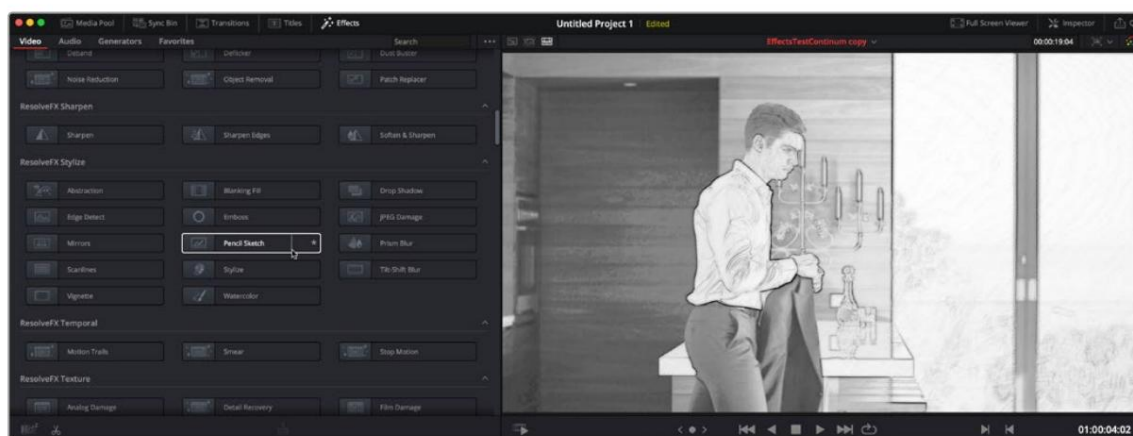 Media Pool Sync Bin Transitions Titles Effects Untitled Project 1 Edited Full Screen Viewer Inspector
Video Audio Generators Favorites Search EffectsTestContinum copy 00:00:19:04
Deband Deflicker Dust Buster
Noise Reduction Object Removal Patch Replacer
ResolveFX Sharpen
Sharpen Sharpen Edges Soften & Sharpen
ResolveFX Stylize
Abstraction Blanking Fill Drop Shadow
Edge Detect Emboss JPEG Damage
Mirrors Pencil Sketch Prism Blur
Scanlines Stylize Tilt-Shift Blur
Vignette Watercolor
ResolveFX Temporal
Motion Trails Smear Stop Motion
ResolveFX Texture
Analog Damage Detail Recovery Film Damage
01:00:04:02